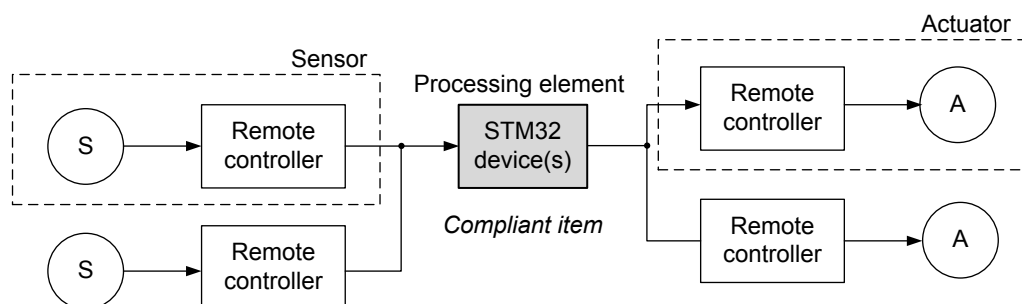 Actuator
Sensor
Processing element
S
Remote
controller
STM32
device(s)
Remote
controller
A
Compliant item
S
Remote
controller
Remote
controller
A